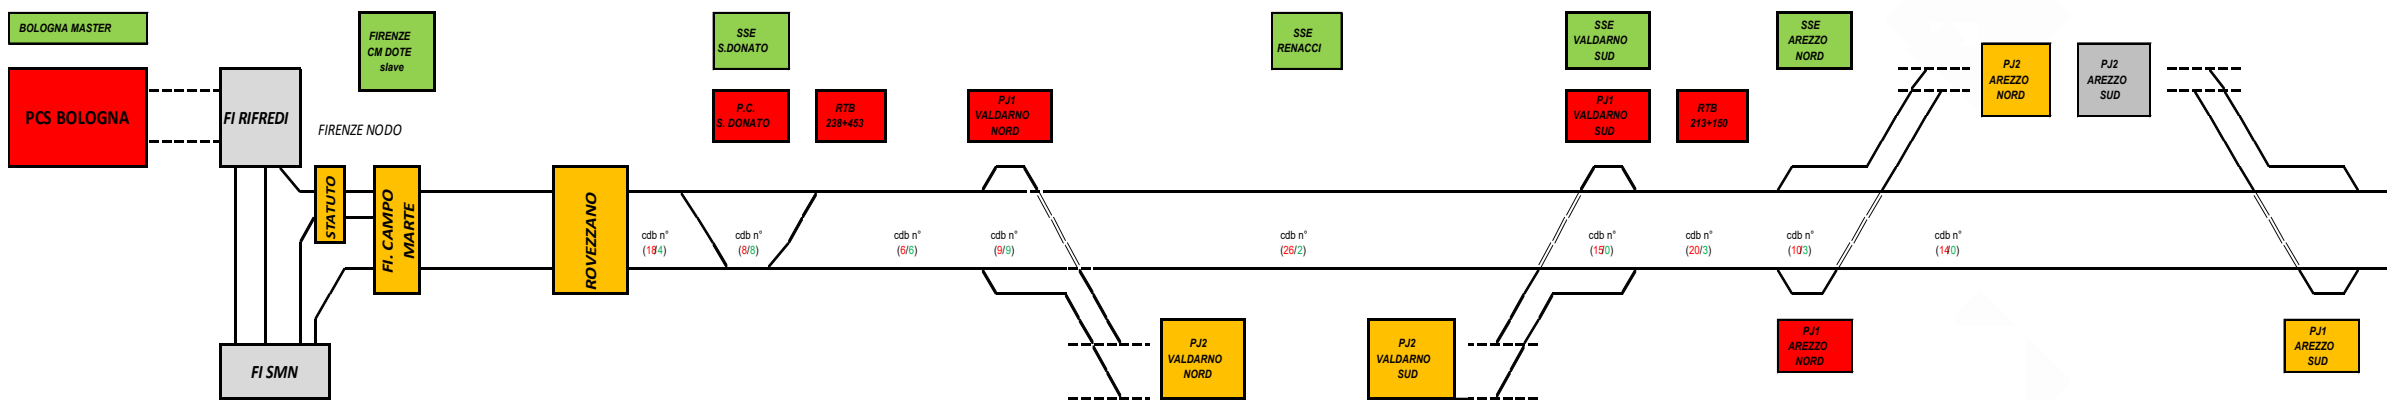 BOLOGNA MASTER
FIRENZE
CM DOTE
slave
SSE
S.DONATO
SSE
RENACCI
SSE
VALDARNO
SUD
SSE
AREZZO
NORD
PJ2
AREZZO
NORD
PJ2
AREZZO
SUD
PCS BOLOGNA
FI RIFREDI
FIRENZE NODO
P.C.
S. DONATO
RTB
238+453
PJ1
VALDARNO
NORD
PJ1
VALDARNO
SUD
RTB
213+150
STATUTO
FI. CAMPO
MARTE
ROVEZZANO
cdb n°
(18/4)
cdb n°
(8/8)
cdb n°
(6/6)
cdb n°
(9/9)
cdb n°
(26/2)
cdb n°
(15/0)
cdb n°
(20/3)
cdb n°
(10/3)
cdb n°
(14/0)
FI SMN
PJ2
VALDARNO
NORD
PJ2
VALDARNO
SUD
PJ1
AREZZO
NORD
PJ1
AREZZO
SUD